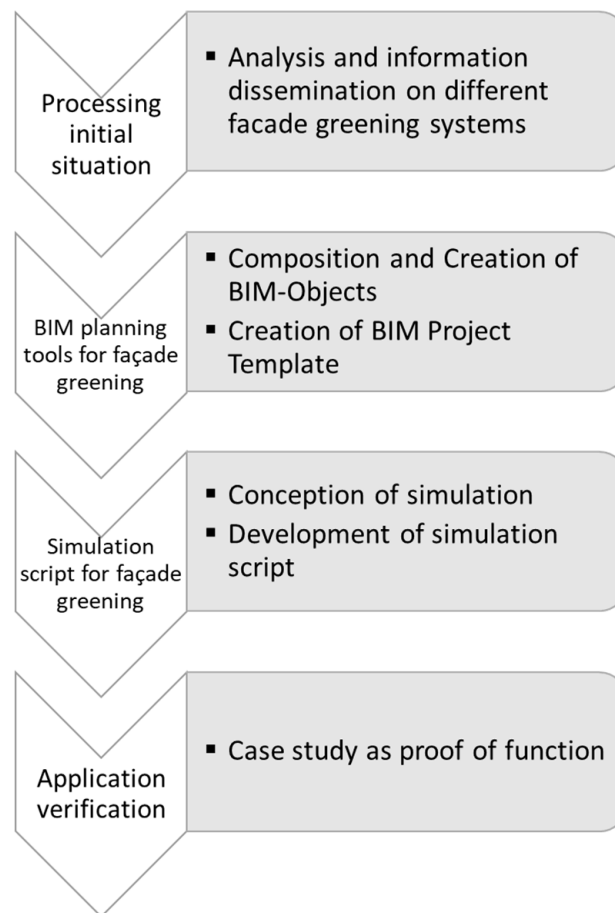 Processing
initial
situation
▪ Analysis and information
dissemination on different
facade greening systems
BIM planning
tools for façade
greening
▪ Composition and Creation of
BIM-Objects
▪ Creation of BIM Project
Template
Simulation
script for façade
greening
▪ Conception of simulation
▪ Development of simulation
script
Application
verification
▪ Case study as proof of function